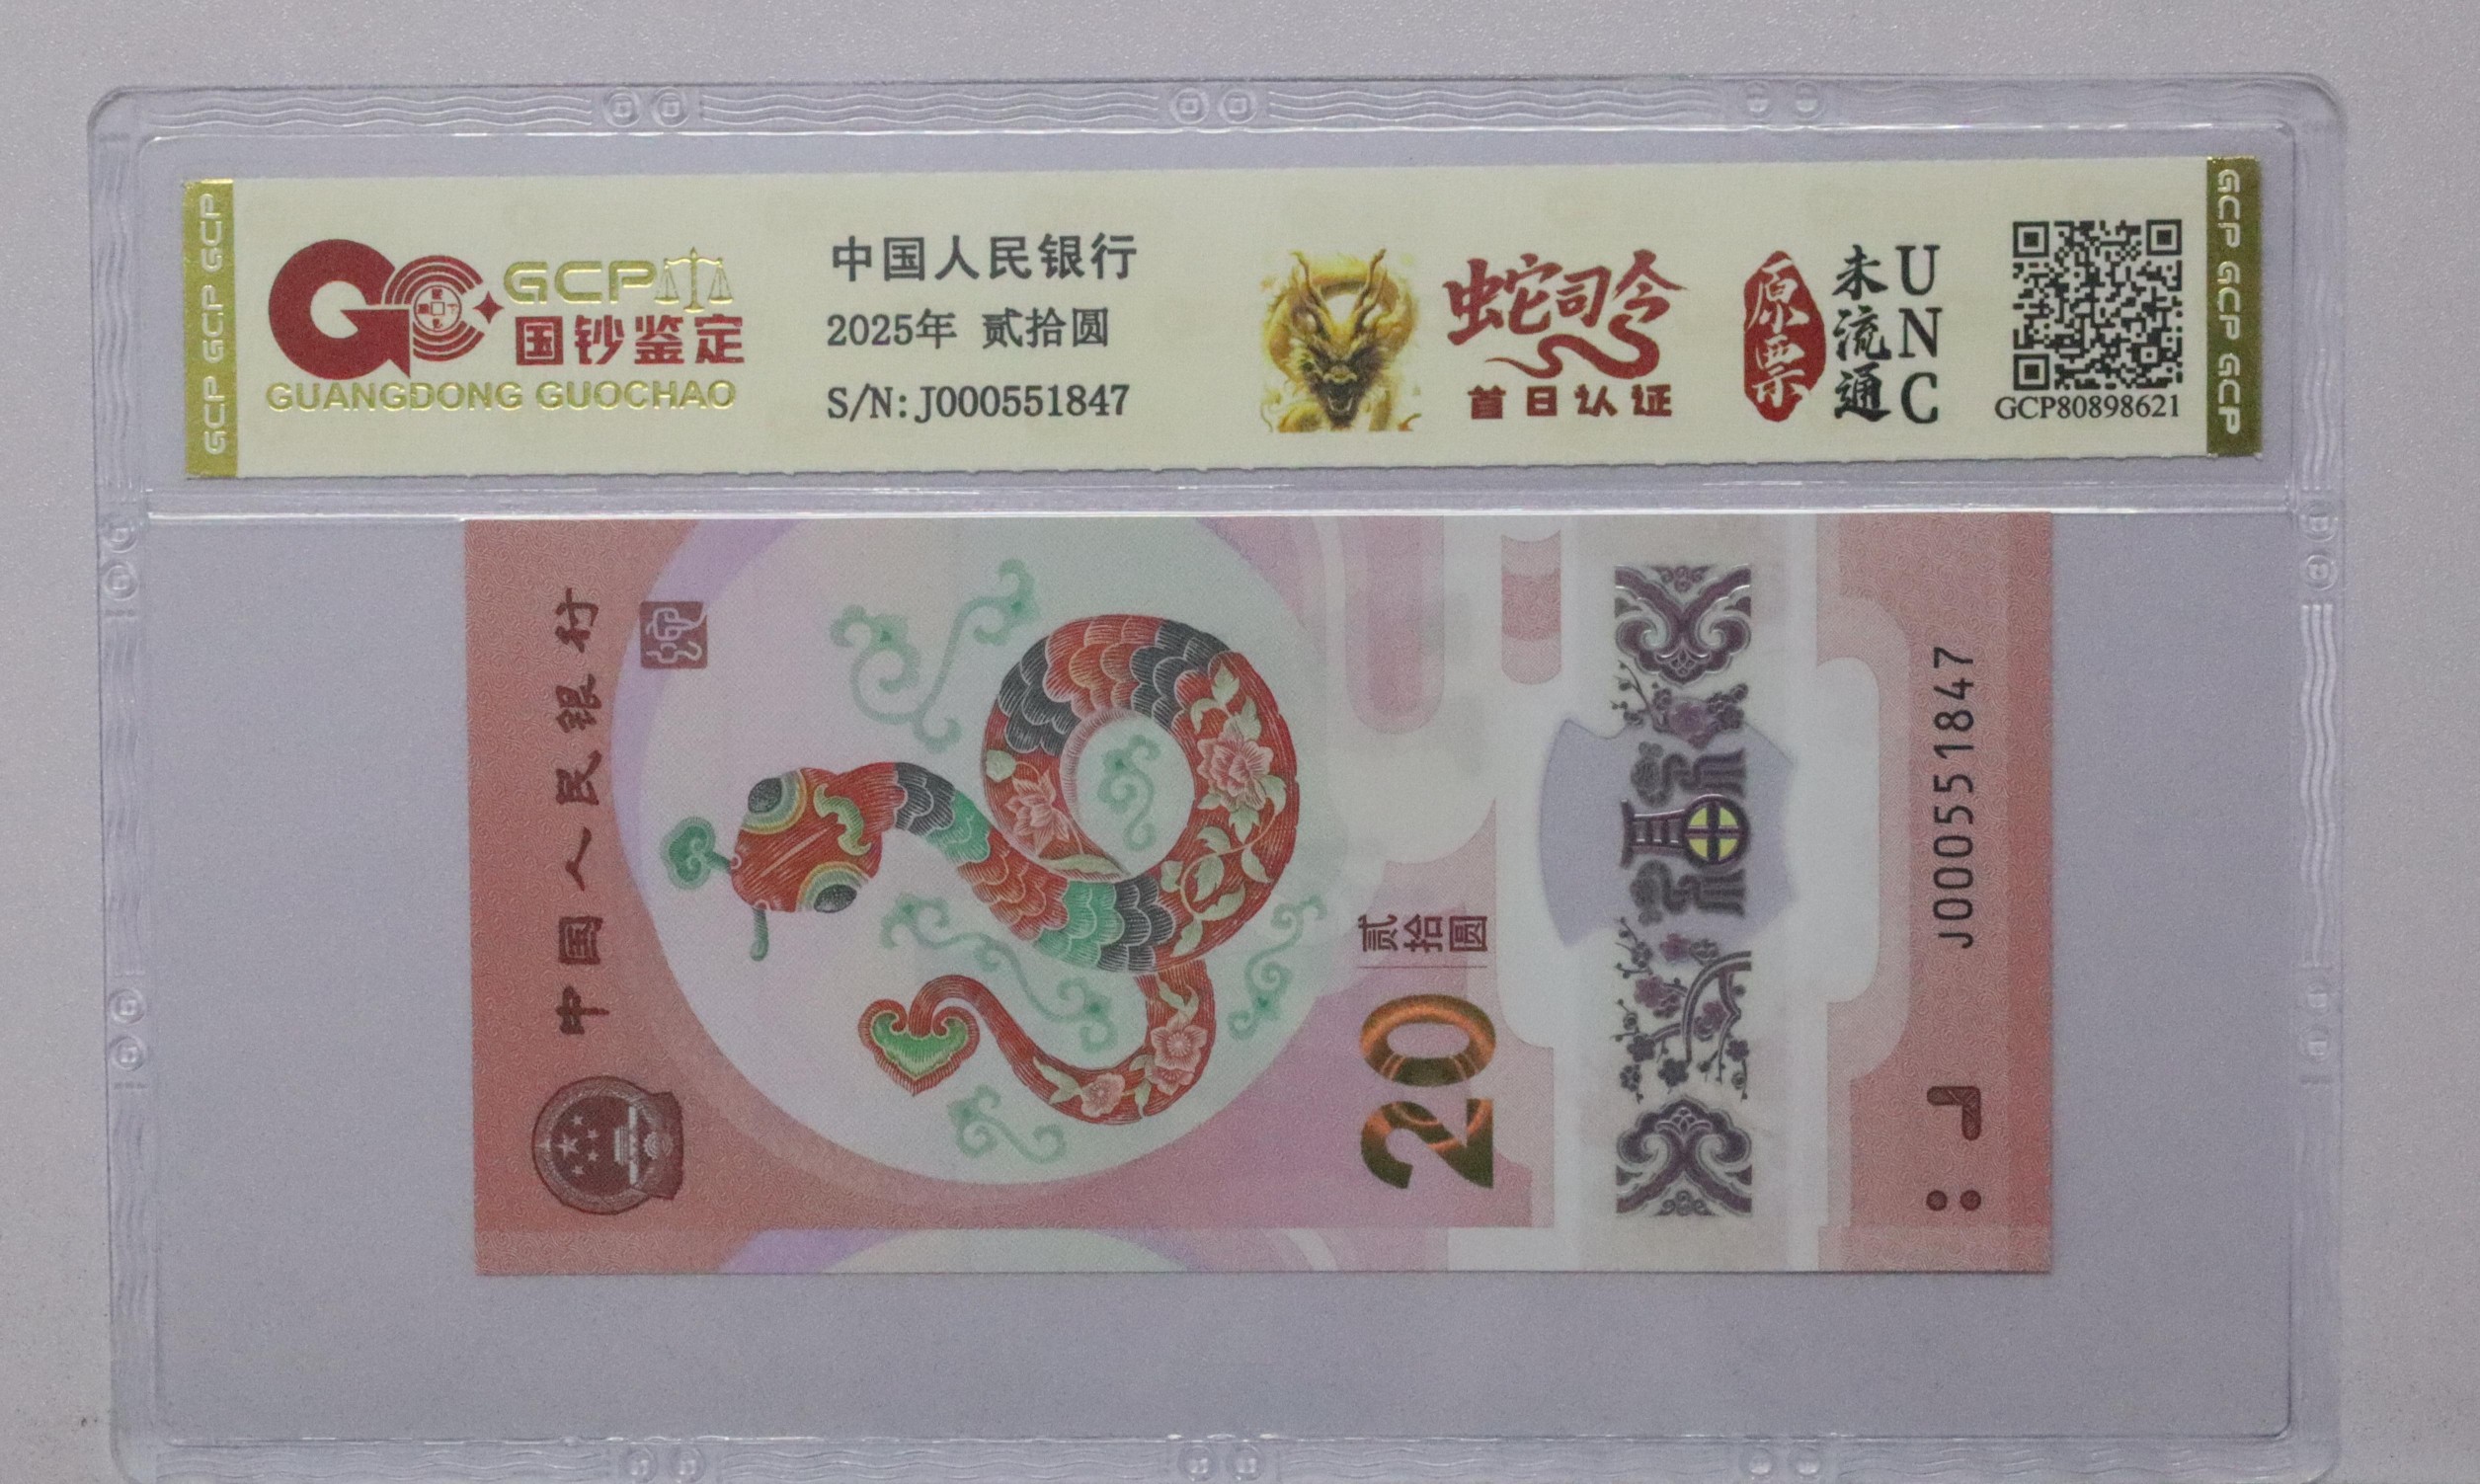 GCP GCP GCP
GCP
国钞鉴定
GUANGDONG GUOCHAO
中国人民银行
2025年 贰拾圆
S/N: J000551847
蛇司令
首日认证
原票
未流通
UNC
GCP80898621
GCP GCP GCP
中国人民银行
贰拾圆
20
福
J000551847